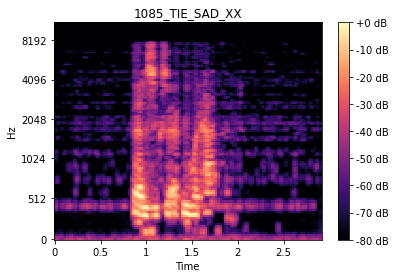 1085_TIE_SAD_XX
+0 dB
8192
-10 dB
4096
-20 dB
-30 dB
2048
Hz
-40 dB
1024
-50 dB
512
-60 dB
-70 dB
0
-80 dB
0 0.5 1 1.5 2 2.5
Time